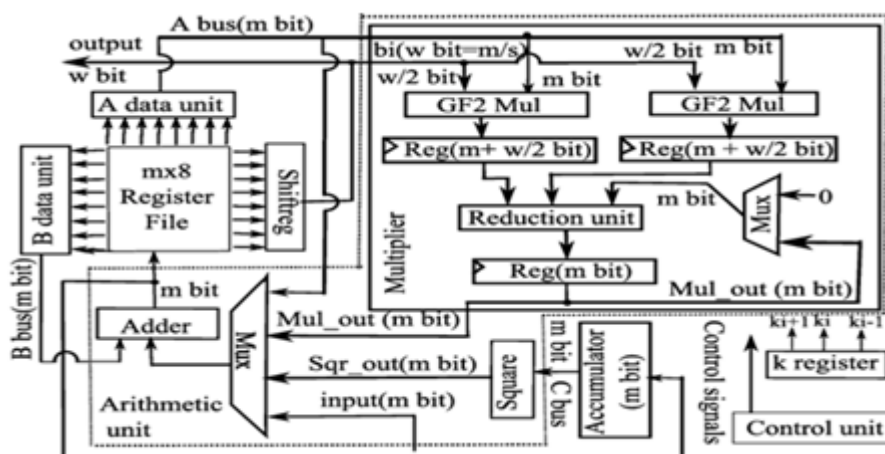 A bus(m bit)
output
w bit
bi(w bit=m/s)
w/2 bit
m bit
w/2 bit
m bit
A data unit
GF2 Mul
GF2 Mul
B data unit
mx8
Register
File
Shiftreg
Reg(m+ w/2 bit)
Reg(m + w/2 bit)
m bit
Mux
0
Reduction unit
Multiplier
Reg(m bit)
B bus(m bit)
m bit
Mul_out (m bit)
Adder
Mux
Mul_out (m bit)
Sqr_out(m bit)
input(m bit)
Square
m bit
C bus
Accumulator
(m bit)
Arithmetic
unit
Control signals
ki+1 ki ki-1
k register
Control unit